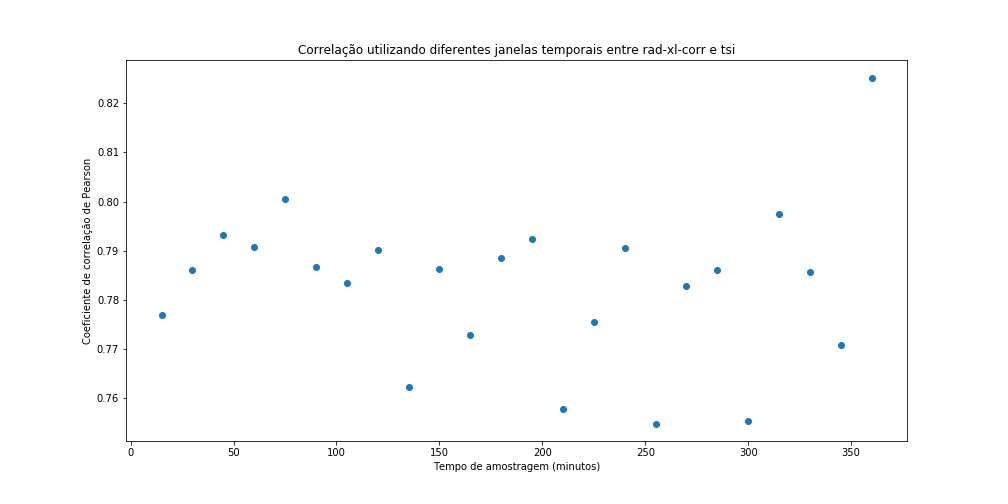 Correlação utilizando diferentes janelas temporais entre rad-xl-corr e tsi
Coeficiente de correlação de Pearson
0.82
0.81
0.80
0.79
0.78
0.77
0.76
0 50 100 150 200 250 300 350
Tempo de amostragem (minutos)